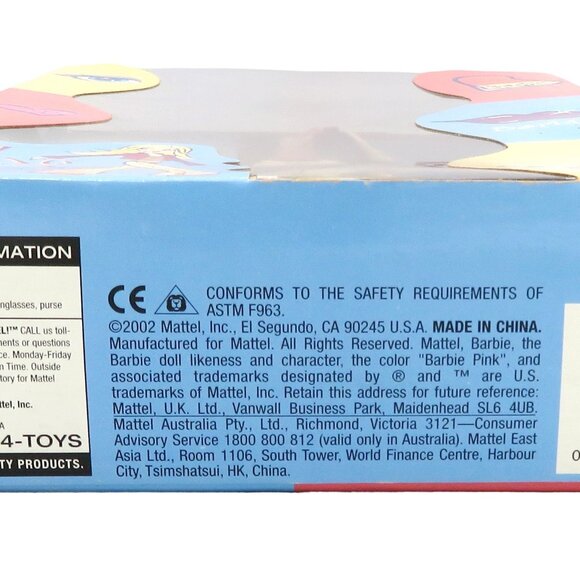 MATION
nglasses, purse
EL!™ CALL us toll-
ments or questions
ce. Monday-Friday
n Time. Outside
tory for Mattel
ttel, Inc.
A
4-TOYS
TY PRODUCTS.
CE CONFORMS TO THE SAFETY REQUIREMENTS OF
ASTM F963.
©2002 Mattel, Inc., El Segundo, CA 90245 U.S.A. MADE IN CHINA.
Manufactured for Mattel. All Rights Reserved. Mattel, Barbie, the
Barbie doll likeness and character, the color "Barbie Pink", and
associated trademarks designated by ® and ™ are U.S.
trademarks of Mattel, Inc. Retain this address for future reference:
Mattel, U.K. Ltd., Vanwall Business Park, Maidenhead SL6 4UB.
Mattel Australia Pty., Ltd., Richmond, Victoria 3121—Consumer
Advisory Service 1800 800 812 (valid only in Australia). Mattel East
Asia Ltd., Room 1106, South Tower, World Finance Centre, Harbour
City, Tsimshatsui, HK, China.
0